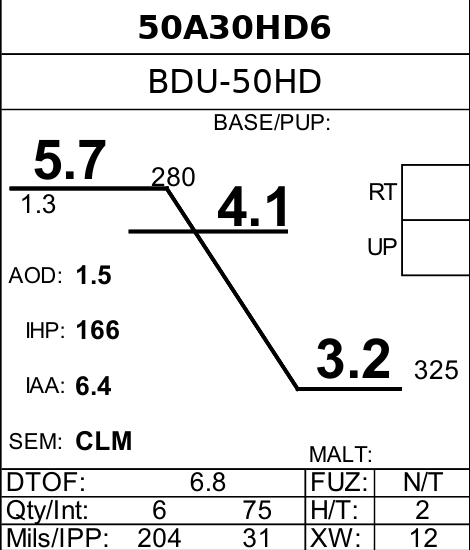 50A30HD6
BDU-50HD
BASE/PUP:
5.7
280
1.3
4.1
RT
UP
AOD: 1.5
IHP: 166
IAA: 6.4
3.2
325
SEM: CLM
MALT:
DTOF: 6.8 FUZ: N/T
Qty/Int: 6 75 H/T: 2
Mils/IPP: 204 31 XW: 12